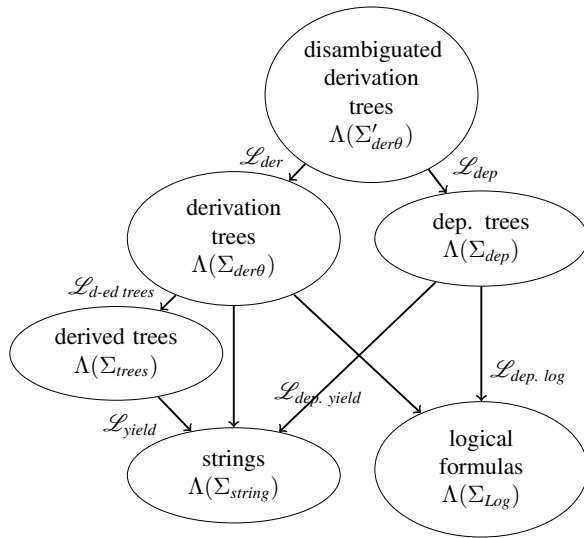 disambiguated
derivation
trees
Λ(Σ′derθ)
ℒder
ℒdep
derivation
trees
Λ(Σderθ)
dep. trees
Λ(Σdep)
ℒd-ed trees
derived trees
Λ(Σtrees)
ℒdep. log
ℒdep. yield
ℒyield
strings
Λ(Σstring)
logical
formulas
Λ(ΣLog)